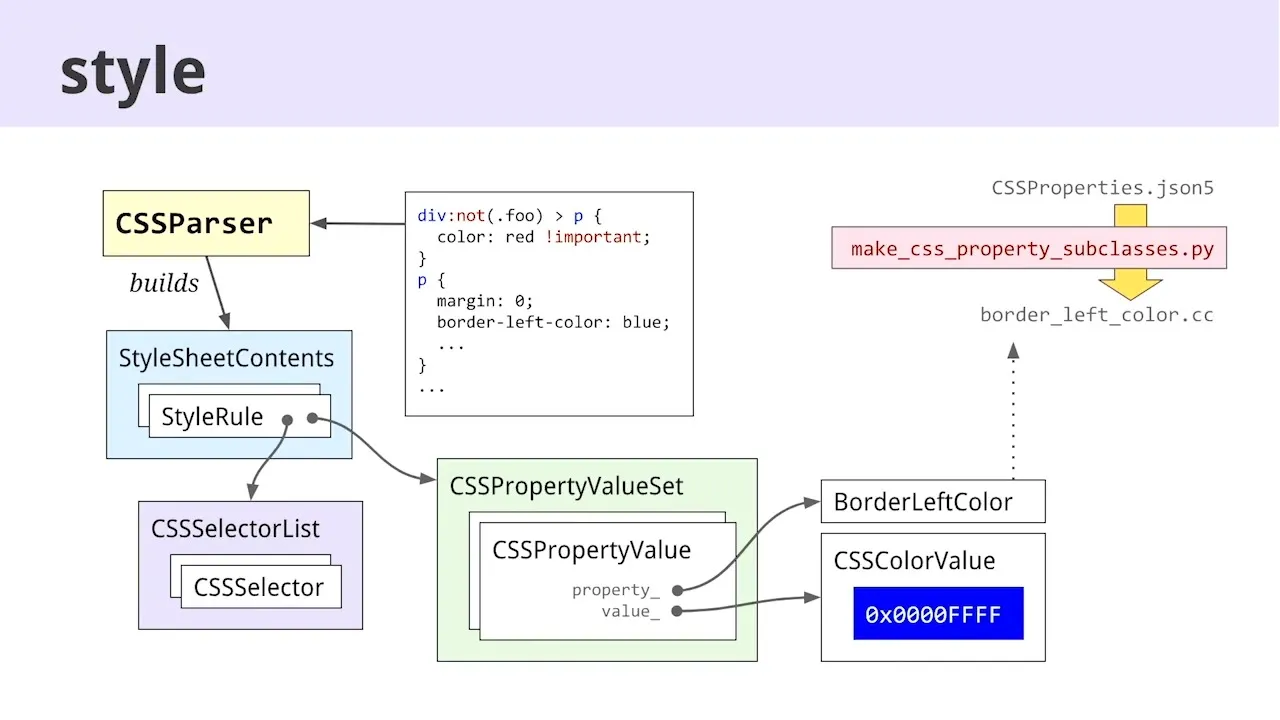 style
CSSParser
builds
div:not(.foo) > p {
  color: red !important;
}
p {
  margin: 0;
  border-left-color: blue;
  ...
}
...
CSSProperties.json5
make_css_property_subclasses.py
border_left_color.cc
StyleSheetContents
StyleRule
CSSSelectorList
CSSSelector
CSSPropertyValueSet
CSSPropertyValue
property_
value_
BorderLeftColor
CSSColorValue
0x0000FFFF